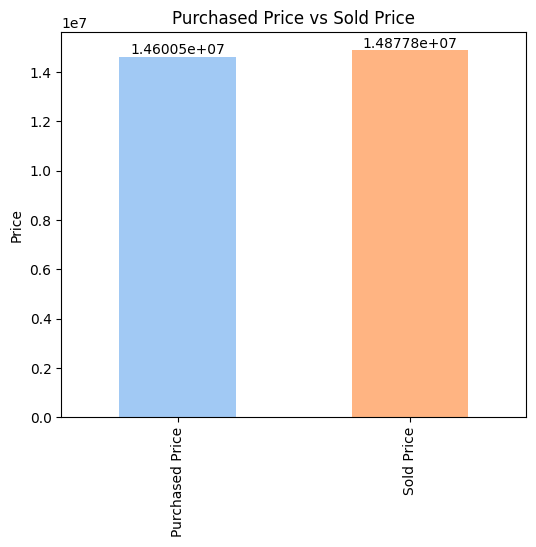 Purchased Price vs Sold Price
1e7
1.46005e+07
1.48778e+07
1.4
1.2
1.0
0.8
0.6
0.4
0.2
0.0
Price
Purchased Price
Sold Price